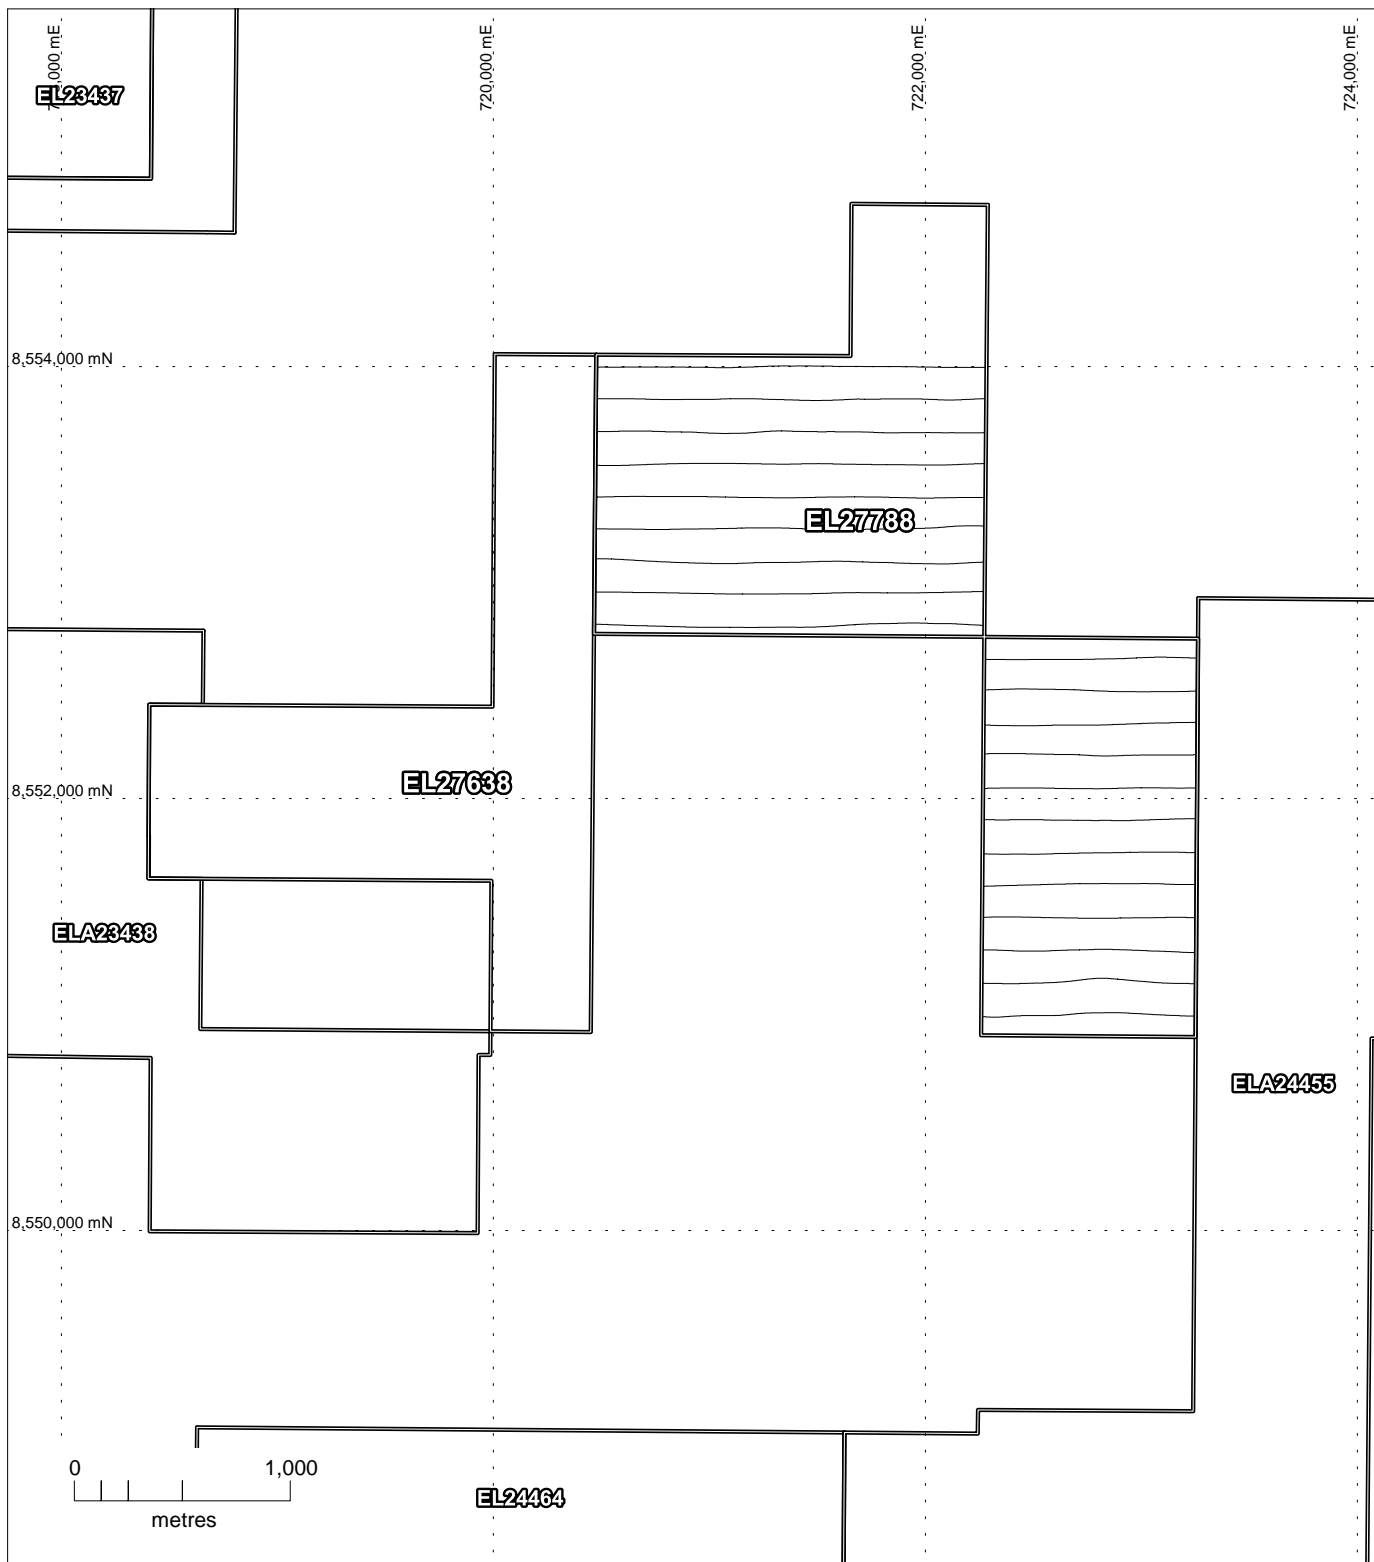 720,000 mE
722,000 mE
724,000 mE
EL23437
8,554,000 mN
EL27788
EL27638
8,552,000 mN
ELA23438
ELA24455
8,550,000 mN
0 1,000
metres
EL24464